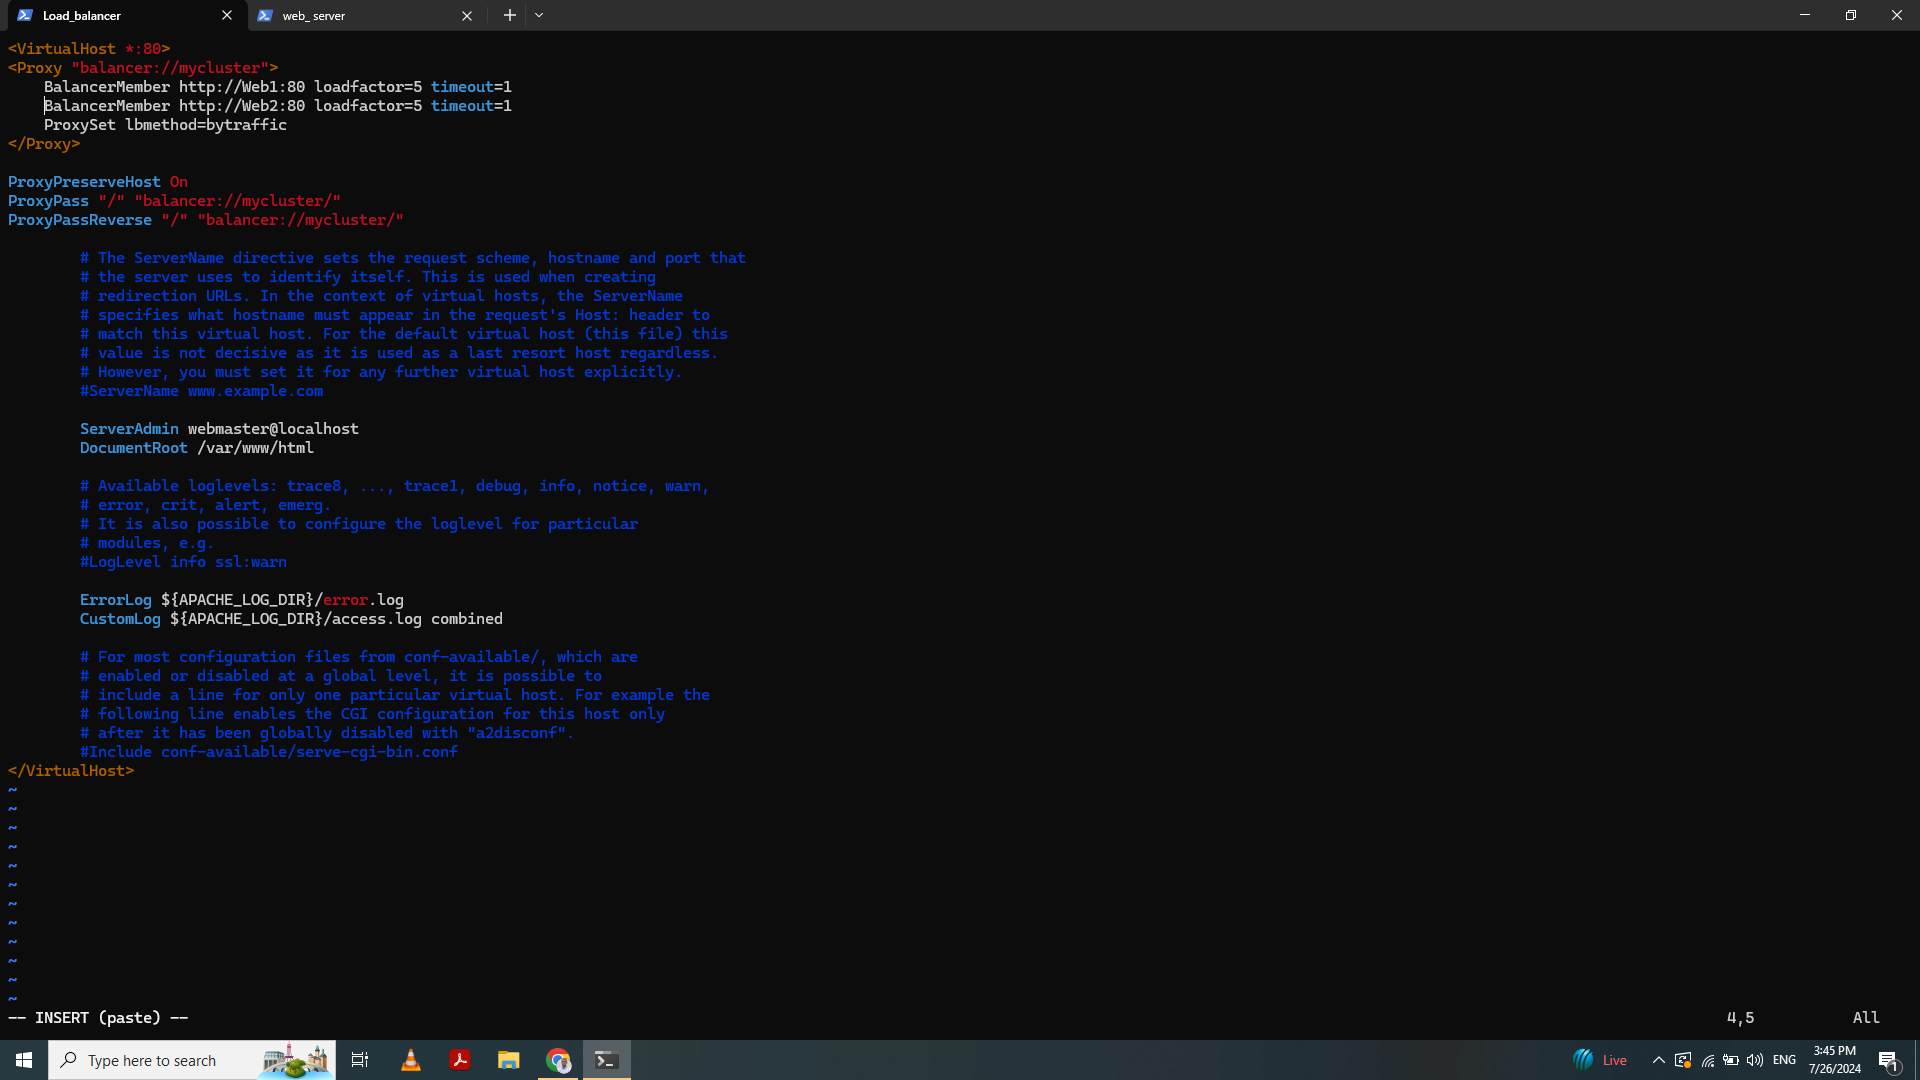 Load_balancer
web_ server
<VirtualHost *:80>
<Proxy "balancer://mycluster">
    BalancerMember http://Web1:80 loadfactor=5 timeout=1
    BalancerMember http://Web2:80 loadfactor=5 timeout=1
    ProxySet lbmethod=bytraffic
</Proxy>
ProxyPreserveHost On
ProxyPass "/" "balancer://mycluster/"
ProxyPassReverse "/" "balancer://mycluster/"
        # The ServerName directive sets the request scheme, hostname and port that
        # the server uses to identify itself. This is used when creating
        # redirection URLs. In the context of virtual hosts, the ServerName
        # specifies what hostname must appear in the request's Host: header to
        # match this virtual host. For the default virtual host (this file) this
        # value is not decisive as it is used as a last resort host regardless.
        # However, you must set it for any further virtual host explicitly.
        #ServerName www.example.com
        ServerAdmin webmaster@localhost
        DocumentRoot /var/www/html
        # Available loglevels: trace8, ..., trace1, debug, info, notice, warn,
        # error, crit, alert, emerg.
        # It is also possible to configure the loglevel for particular
        # modules, e.g.
        #LogLevel info ssl:warn
        ErrorLog ${APACHE_LOG_DIR}/error.log
        CustomLog ${APACHE_LOG_DIR}/access.log combined
        # For most configuration files from conf-available/, which are
        # enabled or disabled at a global level, it is possible to
        # include a line for only one particular virtual host. For example the
        # following line enables the CGI configuration for this host only
        # after it has been globally disabled with "a2disconf".
        #Include conf-available/serve-cgi-bin.conf
</VirtualHost>
~
~
~
~
~
~
~
~
~
~
~
~
-- INSERT (paste) -- 4,5 All
Type here to search
Live
ENG
3:45 PM
7/26/2024
1